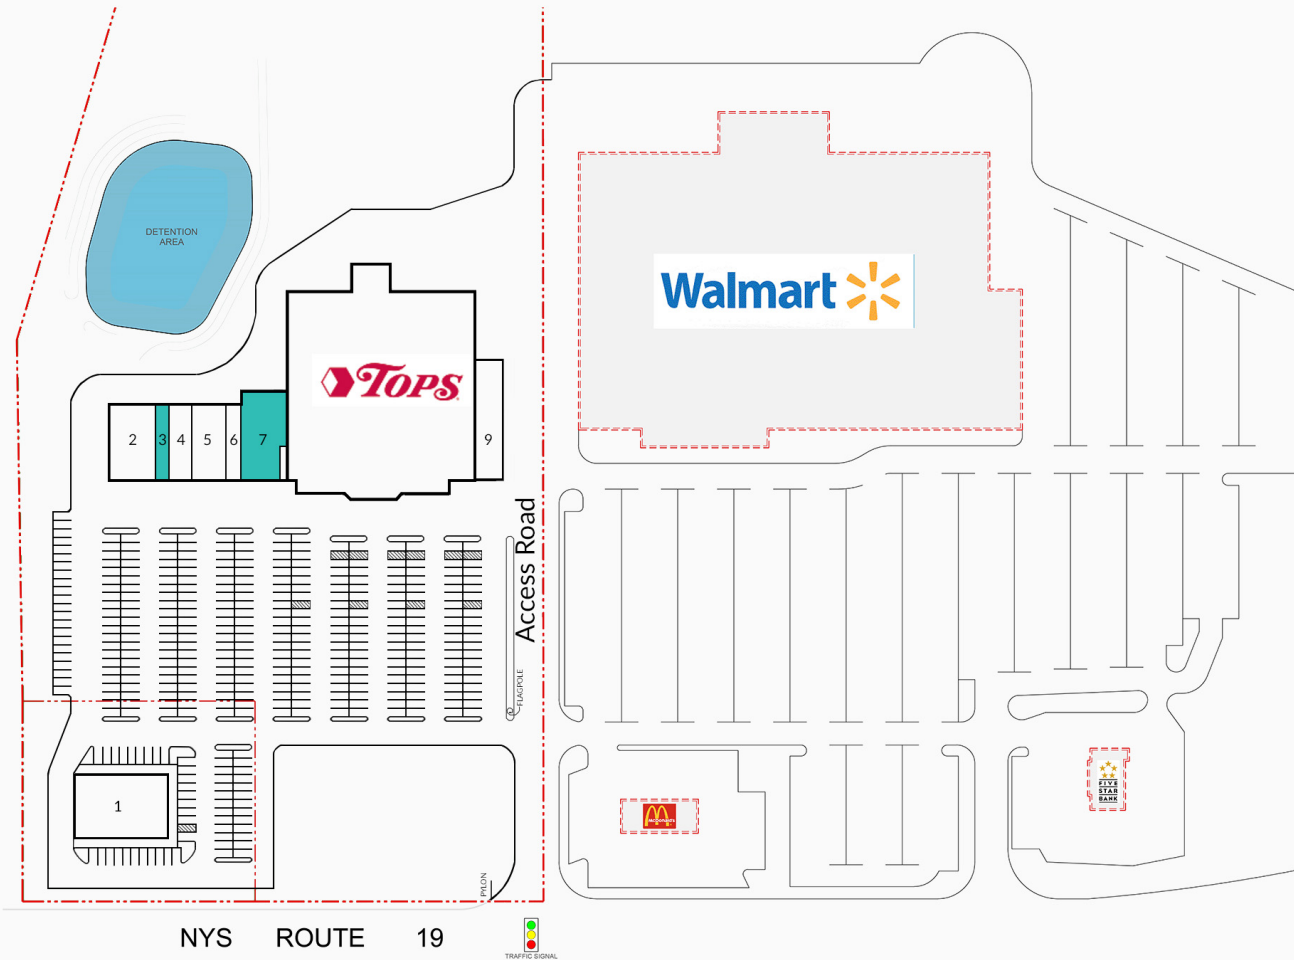 DETENTION
AREA
Walmart
TOPS
2
3
4
5
6
7
9
Access Road
FLAGPOLE
1
McDonald's
FIVE
STAR
BANK
PYLON
NYS ROUTE 19
TRAFFIC SIGNAL